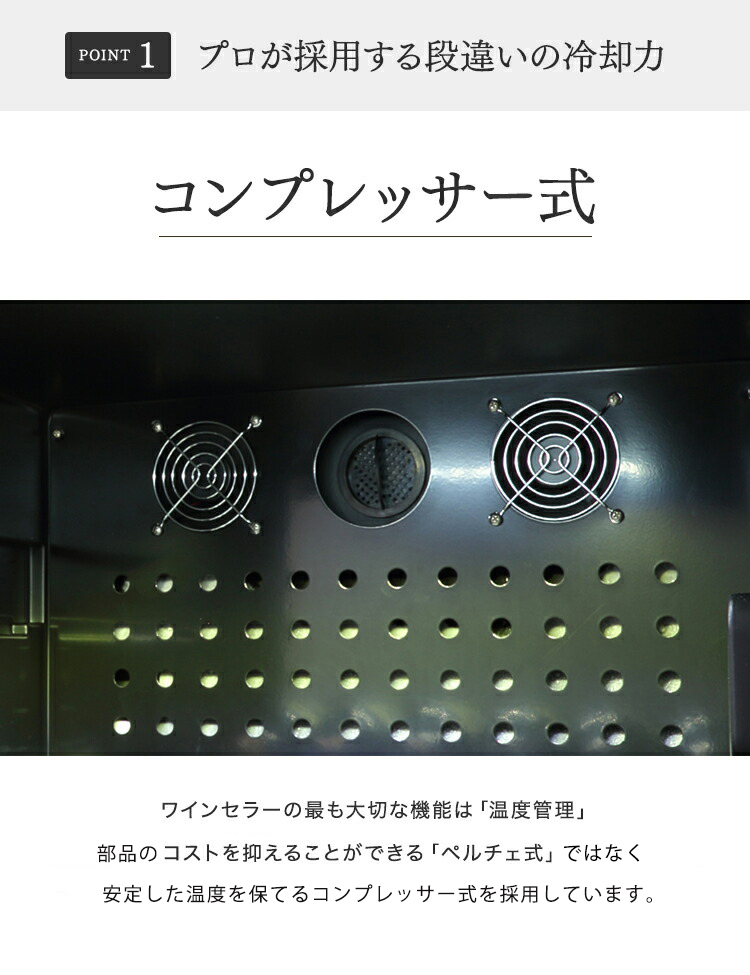 POINT 1 プロが採用する段違いの冷却力
コンプレッサー式
ワインセラーの最も大切な機能は「温度管理」
部品のコストを抑えることができる「ペルチェ式」ではなく
安定した温度を保てるコンプレッサー式を採用しています。